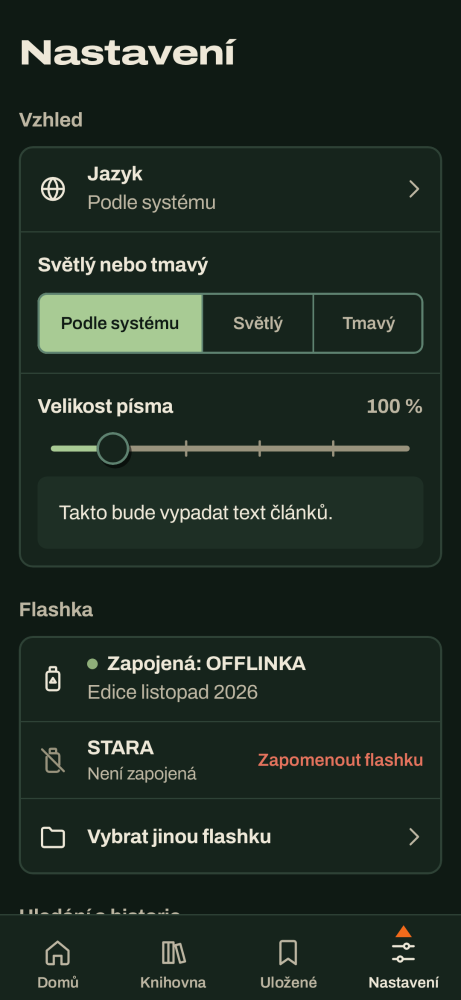 Nastavení
Vzhled
Jazyk
Podle systému
Světlý nebo tmavý
Podle systému
Světlý
Tmavý
Velikost písma
100 %
Takto bude vypadat text článků.
Flashka
Zapojená: OFFLINKA
Edice listopad 2026
STARA
Není zapojená
Zapomenout flashku
Vybrat jinou flashku
Domů
Knihovna
Uložené
Nastavení